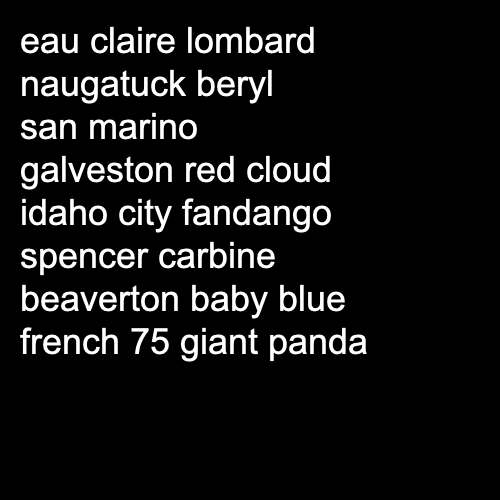 eau claire lombard
naugatuck beryl
san marino
galveston red cloud
idaho city fandango
spencer carbine
beaverton baby blue
french 75 giant panda